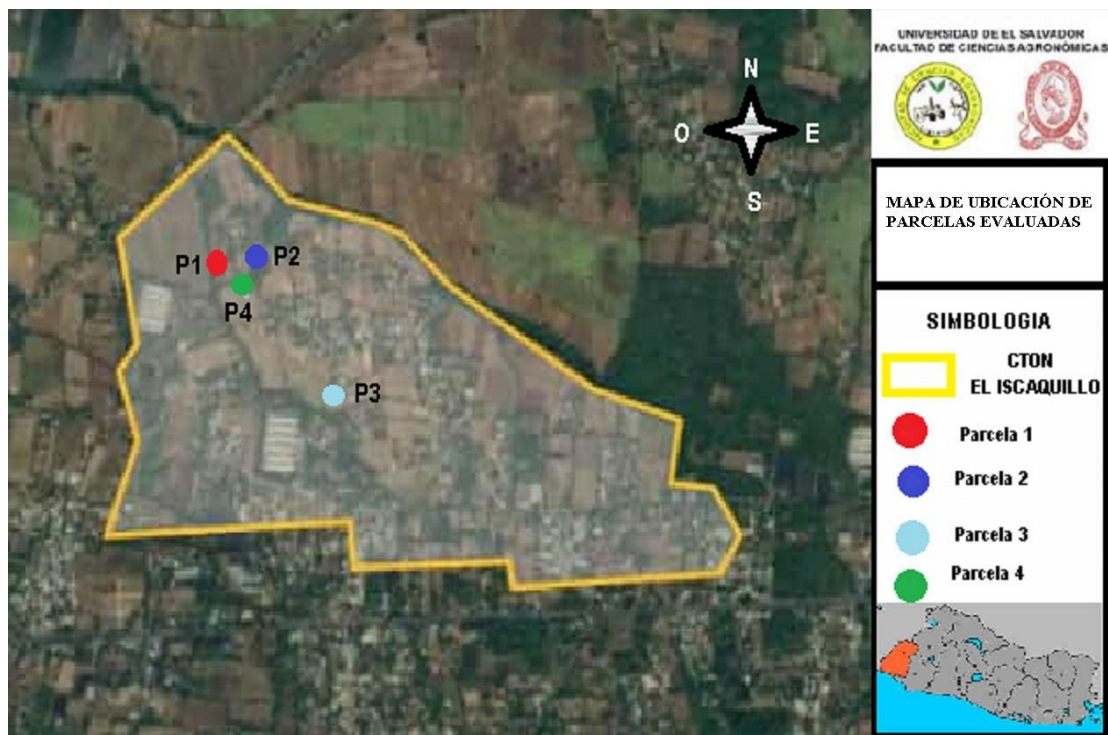 UNIVERSIDAD DE EL SALVADOR
FACULTAD DE CIENCIAS AGRONÓMICAS
N
O
E
S
MAPA DE UBICACIÓN DE
PARCELAS EVALUADAS
P1
P2
P4
P3
SIMBOLOGIA
CTON
EL ISCAQUILLO
Parcela 1
Parcela 2
Parcela 3
Parcela 4